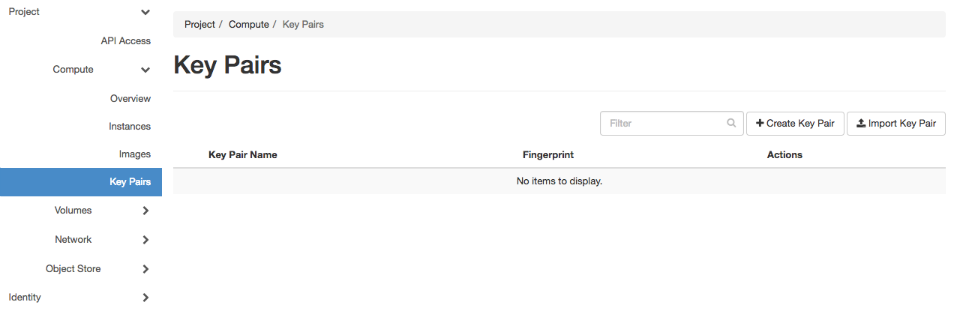 Project
API Access
Compute
Overview
Instances
Images
Key Pairs
Volumes
Network
Object Store
Identity
Project / Compute / Key Pairs
Key Pairs
Filter
Create Key Pair
Import Key Pair
Key Pair Name Fingerprint Actions
No items to display.